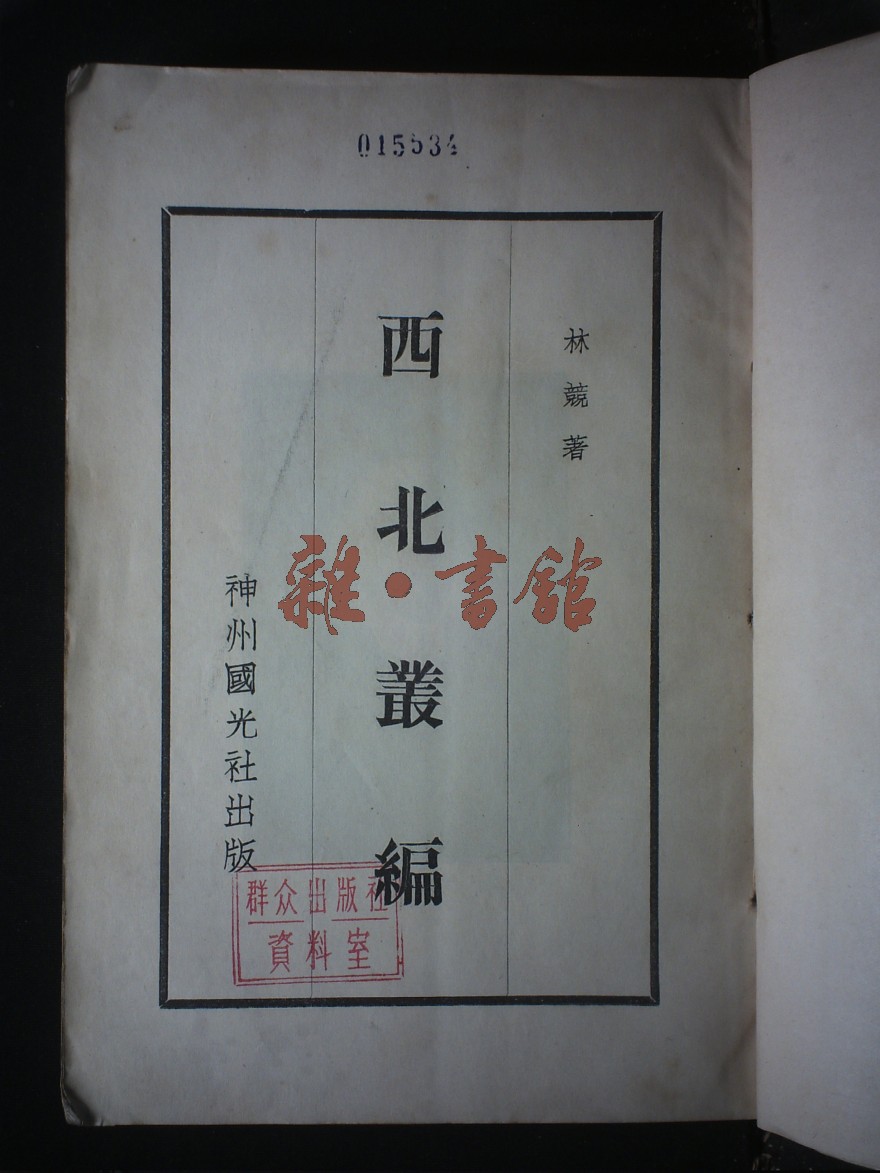 015534
林競著
西北叢編
神州國光社出版
雜·書館
群众出版社
資料室